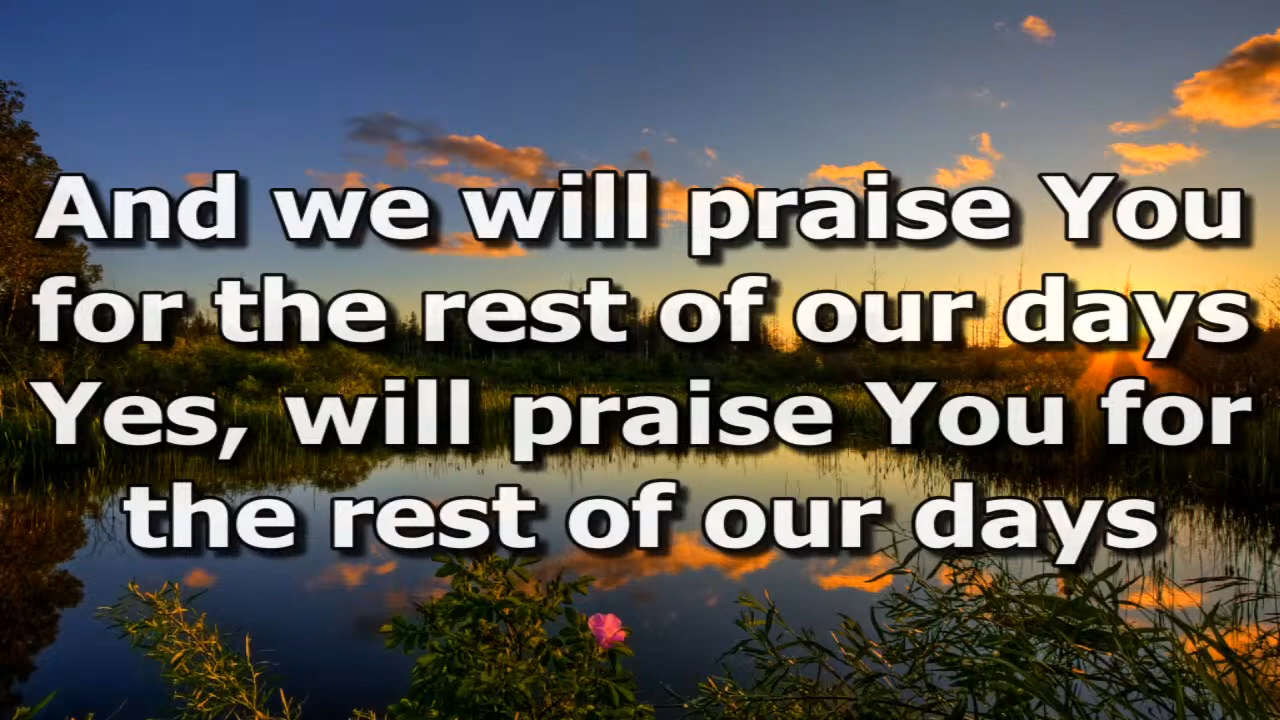 And we will praise You
for the rest of our days
Yes, will praise You for
the rest of our days